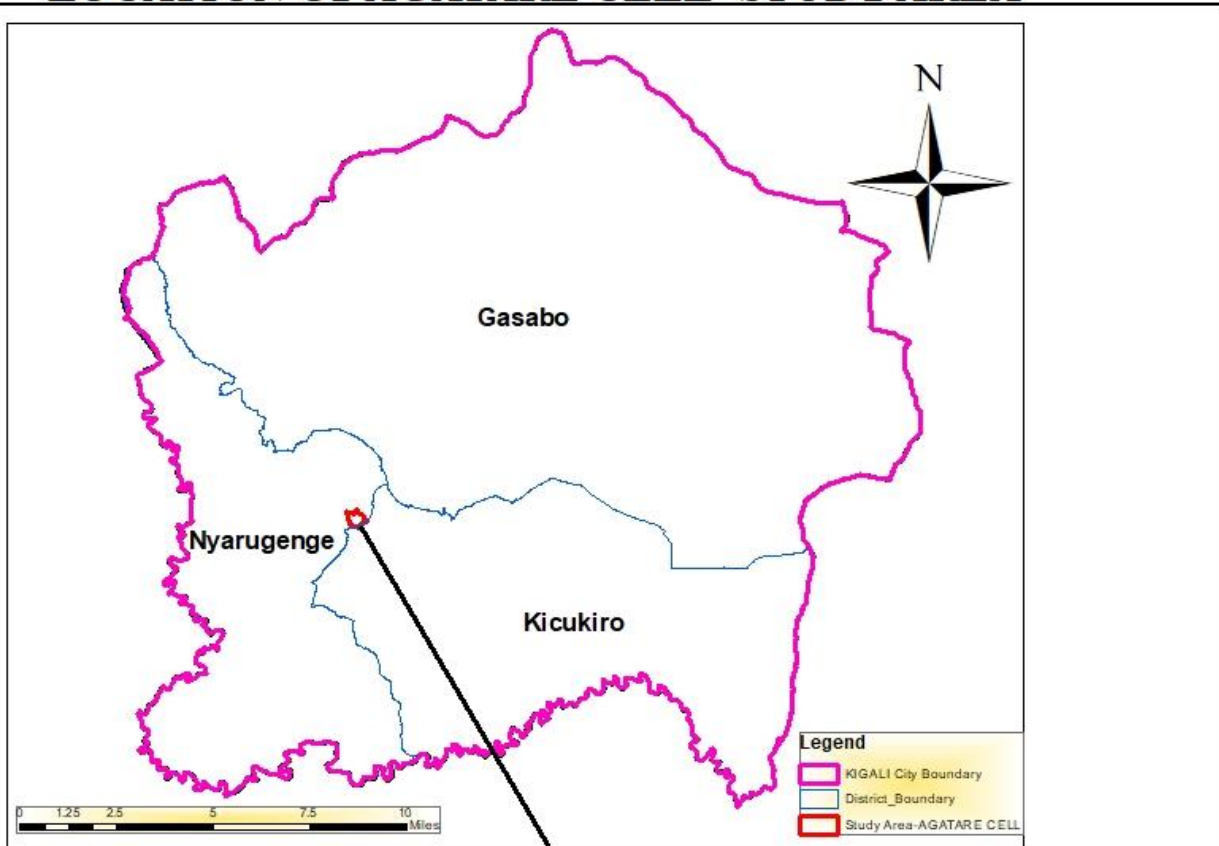 N
Gasabo
Nyarugenge
Kicukiro
Legend
KIGALI City Boundary
District_Boundary
Study Area-AGATARE CELL
0 1.25 2.5 5 7.5 10
Miles